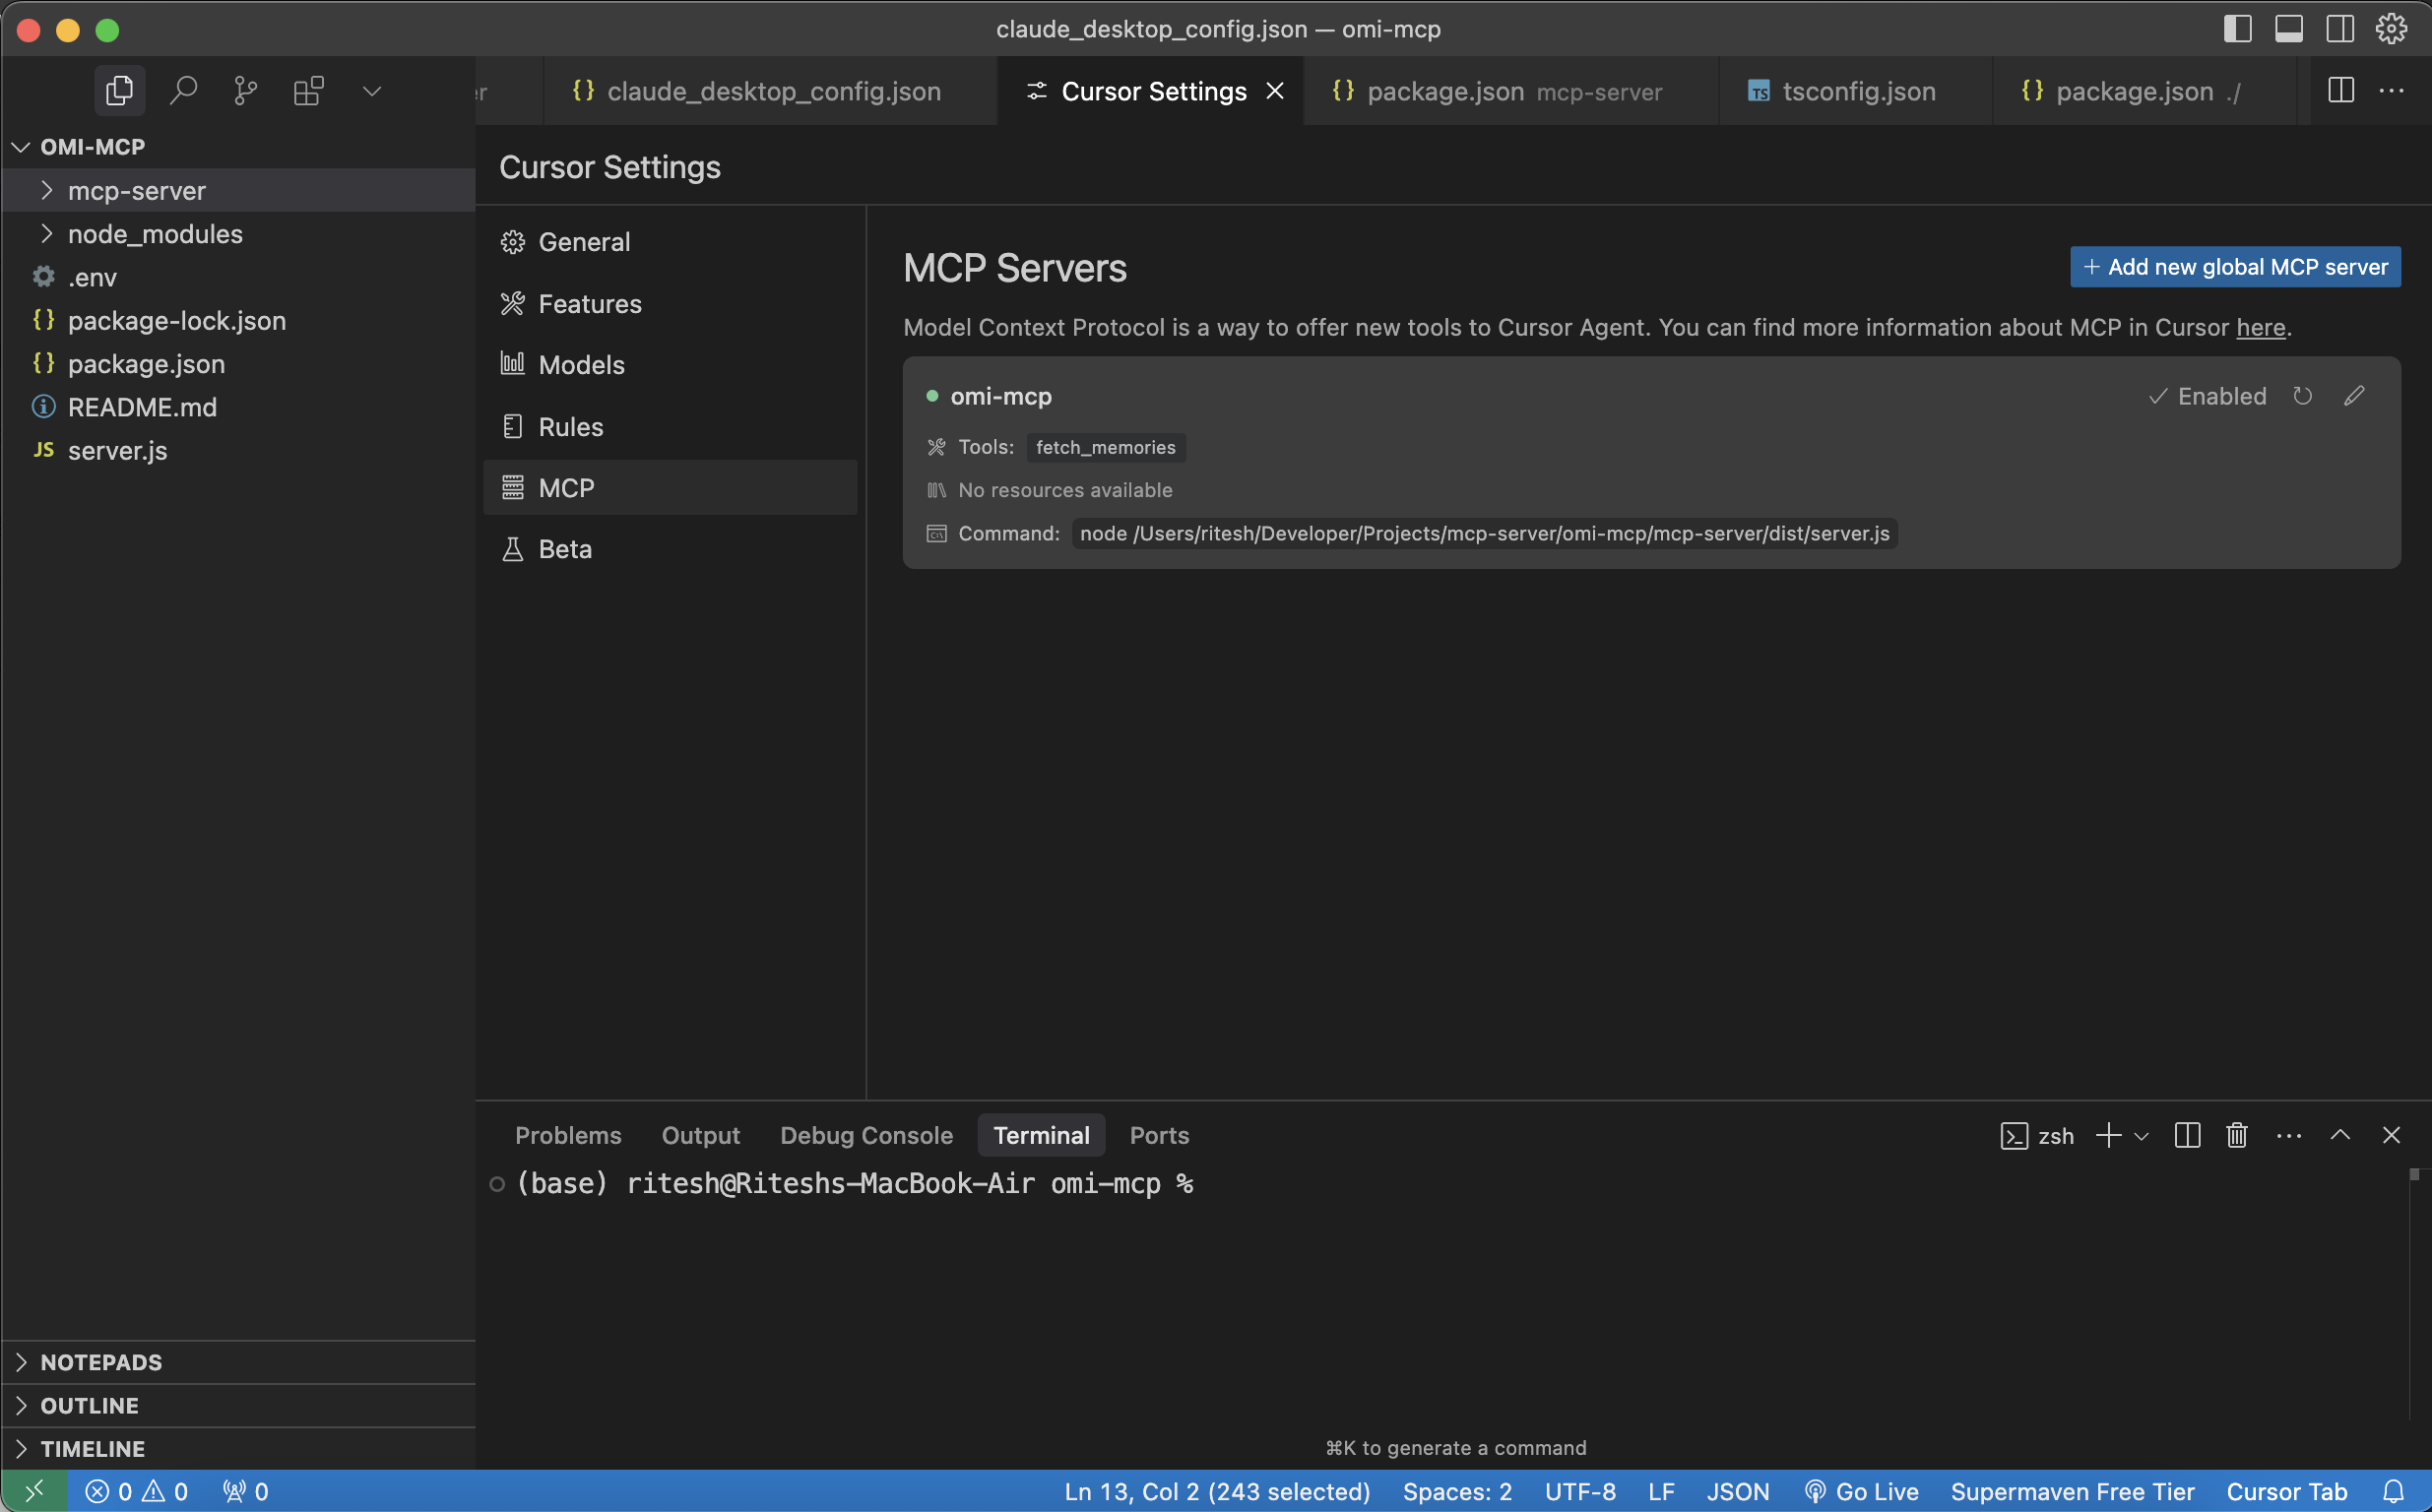 claude_desktop_config.json — omi-mcp
er
{} claude_desktop_config.json
Cursor Settings
{} package.json mcp-server
TS tsconfig.json
{} package.json ./
OMI-MCP
mcp-server
node_modules
.env
{} package-lock.json
{} package.json
README.md
JS server.js
NOTEPADS
OUTLINE
TIMELINE
Cursor Settings
General
Features
Models
Rules
MCP
Beta
MCP Servers
+ Add new global MCP server
Model Context Protocol is a way to offer new tools to Cursor Agent. You can find more information about MCP in Cursor here.
omi-mcp
Enabled
Tools: fetch_memories
No resources available
Command: node /Users/ritesh/Developer/Projects/mcp-server/omi-mcp/mcp-server/dist/server.js
Problems Output Debug Console Terminal Ports
zsh
(base) ritesh@Riteshs-MacBook-Air omi-mcp %
⌘K to generate a command
0 0 0
Ln 13, Col 2 (243 selected) Spaces: 2 UTF-8 LF JSON Go Live Supermaven Free Tier Cursor Tab